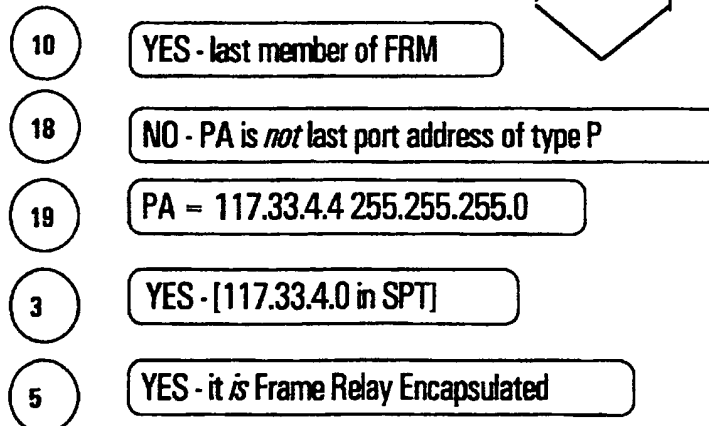 10 YES - last member of FRM
18 NO - PA is not last port address of type P
19 PA = 117.33.4.4 255.255.255.0
3 YES - [117.33.4.0 in SPT]
5 YES - it is Frame Relay Encapsulated